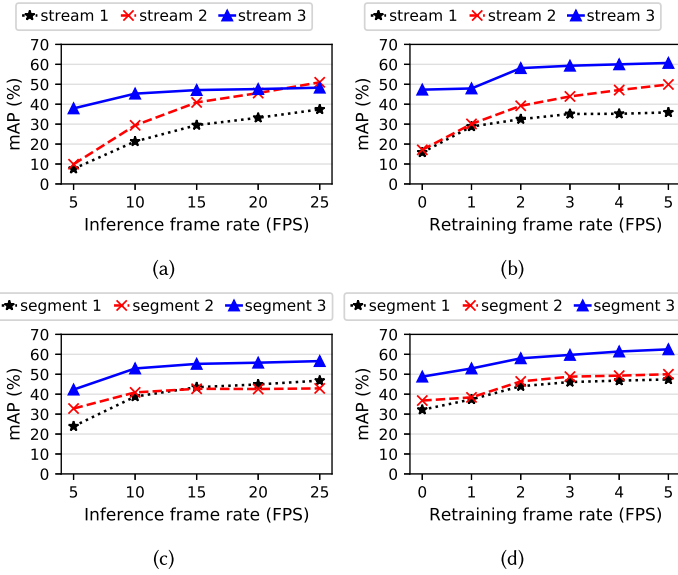 stream 1 stream 2 stream 3
mAP (%)
70
60
50
40
30
20
10
0
5 10 15 20 25
Inference frame rate (FPS)
(a)
stream 1 stream 2 stream 3
mAP (%)
70
60
50
40
30
20
10
0
0 1 2 3 4 5
Retraining frame rate (FPS)
(b)
segment 1 segment 2 segment 3
mAP (%)
70
60
50
40
30
20
10
0
5 10 15 20 25
Inference frame rate (FPS)
(c)
segment 1 segment 2 segment 3
mAP (%)
70
60
50
40
30
20
10
0
0 1 2 3 4 5
Retraining frame rate (FPS)
(d)